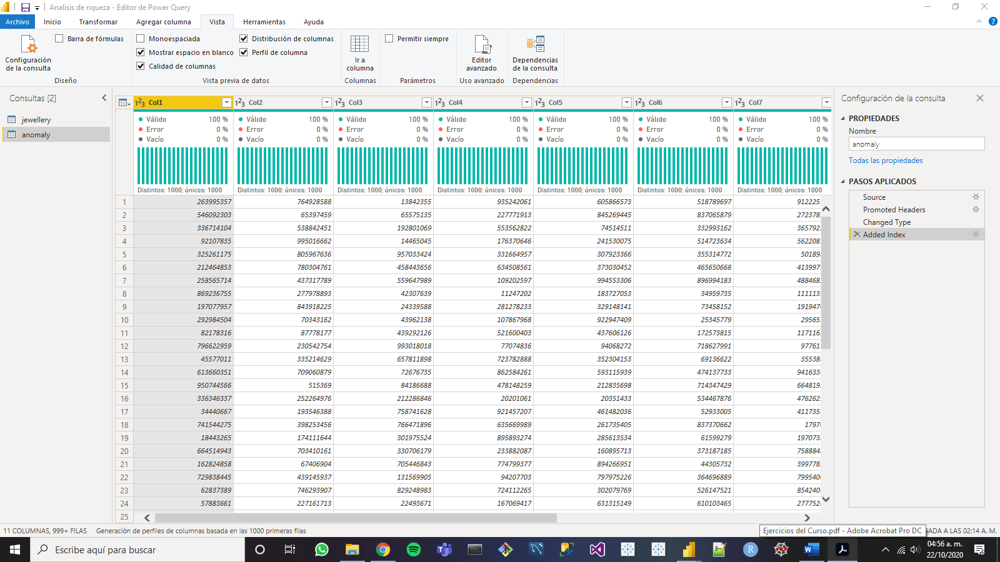 Analisis de riqueza - Editor de Power Query
Archivo Inicio Transformar Agregar columna Vista Herramientas Ayuda
Configuración de la consulta
Barra de fórmulas
Diseño
Monoespaciada
Mostrar espacio en blanco
Calidad de columnas
Distribución de columnas
Perfil de columna
Vista previa de datos
Ir a columna
Columnas
Permitir siempre
Parámetros
Editor avanzado
Uso avanzado
Dependencias de la consulta
Dependencias
Consultas [2]
jewellery
anomaly
Col1 Col2 Col3 Col4 Col5 Col6 Col7
Válido 100 % Válido 100 % Válido 100 % Válido 100 % Válido 100 % Válido 100 % Válido 100 %
Error 0 % Error 0 % Error 0 % Error 0 % Error 0 % Error 0 % Error 0 %
Vacío 0 % Vacío 0 % Vacío 0 % Vacío 0 % Vacío 0 % Vacío 0 % Vacío 0 %
Distintos: 1000; únicos: 1000 Distintos: 1000; únicos: 1000 Distintos: 1000; únicos: 1000 Distintos: 1000; únicos: 1000 Distintos: 1000; únicos: 1000 Distintos: 1000; únicos: 1000 Distintos: 1000; únicos: 1000
1 263995357 764928588 13842355 935242061 605866573 518789697 912225
2 546092303 65397459 65575135 227771913 845269445 837065879 272378
3 336714104 538842451 192801069 553562822 74514511 332993162 365792
4 92107835 995016662 14465045 176370646 241530075 514723634 562208
5 325261175 805967636 957033424 331664957 307923366 355314772 50189
6 212464853 780304761 458443656 634508561 373030452 465650668 413997
7 258565714 437317789 559647989 109202597 994553306 896994183 488468
8 869236755 277978893 42307639 11247202 183727053 34959735 111113
9 197077957 843918225 24339588 281278233 329148141 73458152 191947
10 292984504 70343162 43962138 107867968 922947409 25345779 29565
11 82178316 87778177 439292126 521600403 437606126 172573815 117116
12 796622959 230542754 993018018 77074836 94068272 718627991 97761
13 45577011 335214629 657811898 723782888 352304153 69136622 35538
14 613660351 709060879 72676735 862584261 593115939 474137733 941633
15 950744566 515369 84186688 478148259 212835698 714347429 664819
16 336346337 252264976 212286846 20201061 20351433 534467876 476262
17 34440667 193546388 758741628 921457207 461482036 52933005 411735
18 741544275 398253456 766471896 635669989 261735405 837370662 1797
19 18443265 174111644 301975524 895893274 285613534 61599279 197073
20 664514943 703410161 330706179 233882087 160895713 373187185 758884
21 162824858 67406904 705446843 774799377 894266951 44305732 399778
22 729838445 439145937 131569905 94207703 797975226 364696889 799540
23 62837389 746293907 829248983 724112265 302079769 526147521 854240
24 57883661 227161713 22493671 167069417 631315149 610103465 277752
25
Configuración de la consulta
PROPIEDADES
Nombre
anomaly
Todas las propiedades
PASOS APLICADOS
Source
Promoted Headers
Changed Type
Added Index
11 COLUMNAS, 999+ FILAS Generación de perfiles de columnas basada en las 1000 primeras filas
Ejercicios del Curso.pdf - Adobe Acrobat Pro DC
A LAS 02:14 A. M.
Escribe aquí para buscar
04:56 a. m.
22/10/2020